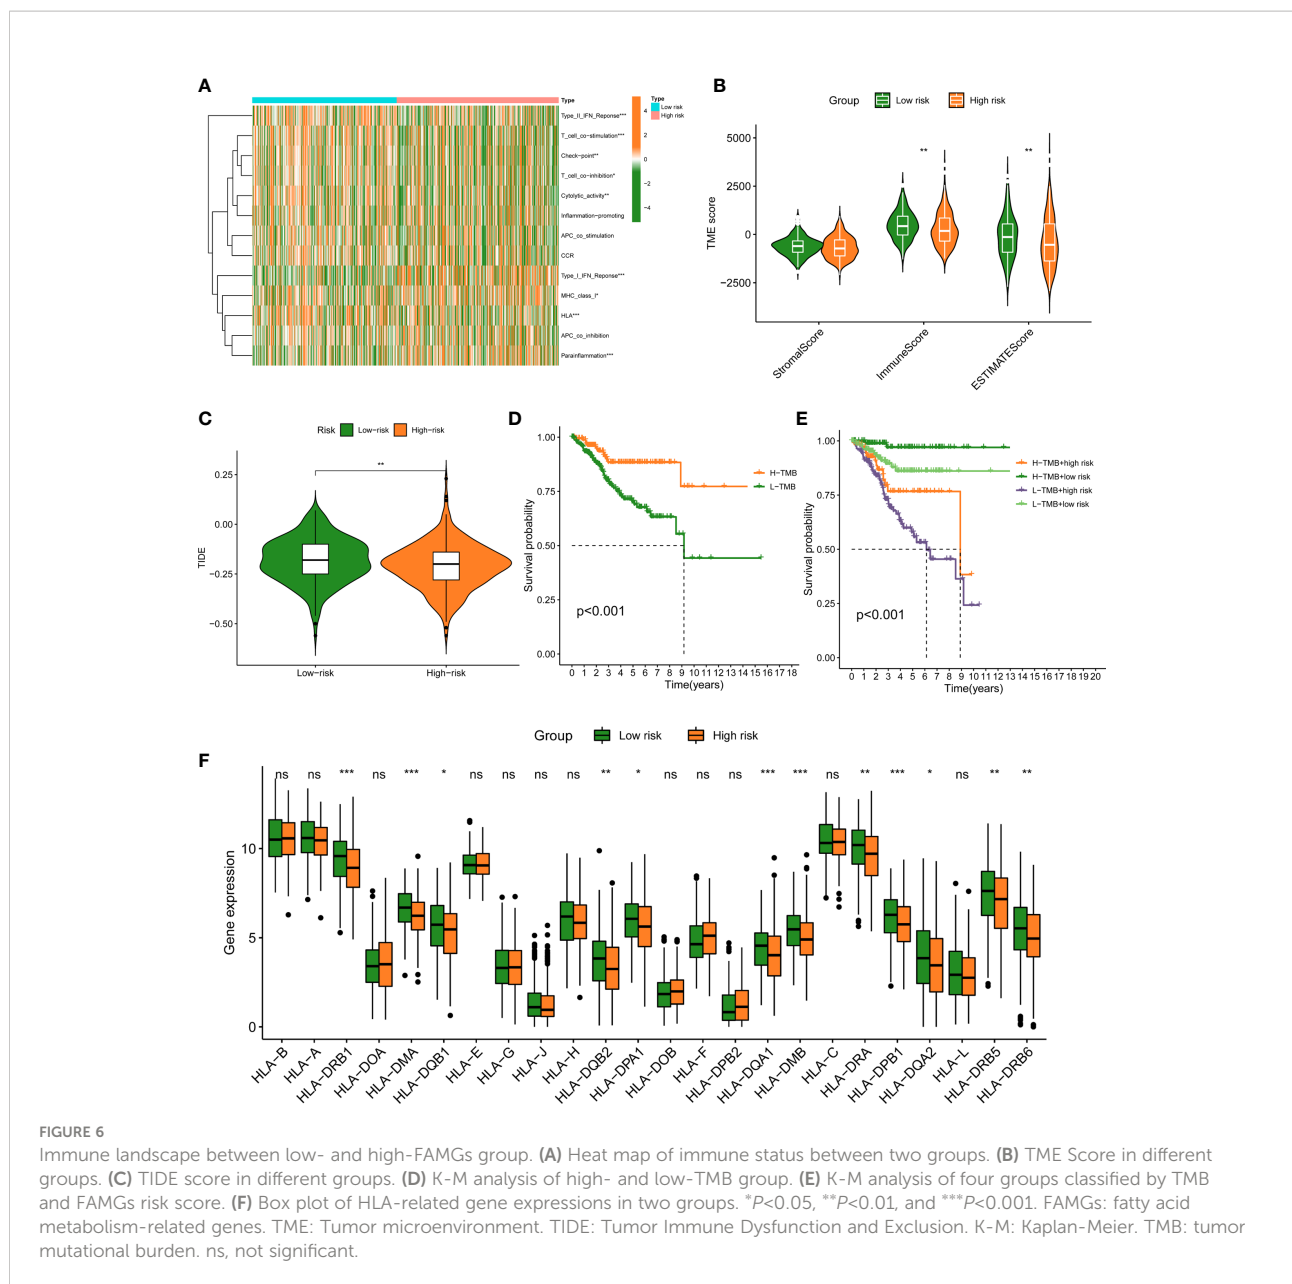 A
Type
Type
Low risk
High risk
4
2
0
−2
−4
Type_II_IFN_Reponse***
T_cell_co-stimulation***
Check-point**
T_cell_co-inhibition*
Cytolytic_activity**
Inflammation-promoting
APC_co_stimulation
CCR
Type_I_IFN_Reponse***
MHC_class_I*
HLA***
APC_co_inhibition
Parainflammation***
B
Group Low risk High risk
TME score
5000
2500
0
−2500
** **
StromalScore
ImmuneScore
ESTIMATEScore
C
Risk Low−risk High−risk
TIDE
0.25
0.00
−0.25
−0.50
**
Low−risk High−risk
D
Survival probability
1.00
0.75
0.50
0.25
0.00
H−TMB
L−TMB
p<0.001
0 1 2 3 4 5 6 7 8 9 10 11 12 13 14 15 16 17 18
Time(years)
E
Survival probability
1.00
0.75
0.50
0.25
0.00
H−TMB+high risk
H−TMB+low risk
L−TMB+high risk
L−TMB+low risk
p<0.001
0 1 2 3 4 5 6 7 8 9 10 11 12 13 14 15 16 17 18 19 20
Time(years)
F
Group Low risk High risk
Gene expression
10
5
0
ns ns *** ns *** * ns ns ns ns ** * ns ns ns *** *** ns ** *** * ns ** **
HLA−B
HLA−A
HLA−DRB1
HLA−DOA
HLA−DMA
HLA−DQB1
HLA−E
HLA−G
HLA−J
HLA−H
HLA−DQB2
HLA−DPA1
HLA−DOB
HLA−F
HLA−DPB2
HLA−DQA1
HLA−DMB
HLA−C
HLA−DRA
HLA−DPB1
HLA−DQA2
HLA−L
HLA−DRB5
HLA−DRB6
FIGURE 6
Immune landscape between low- and high-FAMGs group. (A) Heat map of immune status between two groups. (B) TME Score in different
groups. (C) TIDE score in different groups. (D) K-M analysis of high- and low-TMB group. (E) K-M analysis of four groups classified by TMB
and FAMGs risk score. (F) Box plot of HLA-related gene expressions in two groups. *P<0.05, **P<0.01, and ***P<0.001. FAMGs: fatty acid
metabolism-related genes. TME: Tumor microenvironment. TIDE: Tumor Immune Dysfunction and Exclusion. K-M: Kaplan-Meier. TMB: tumor
mutational burden. ns, not significant.